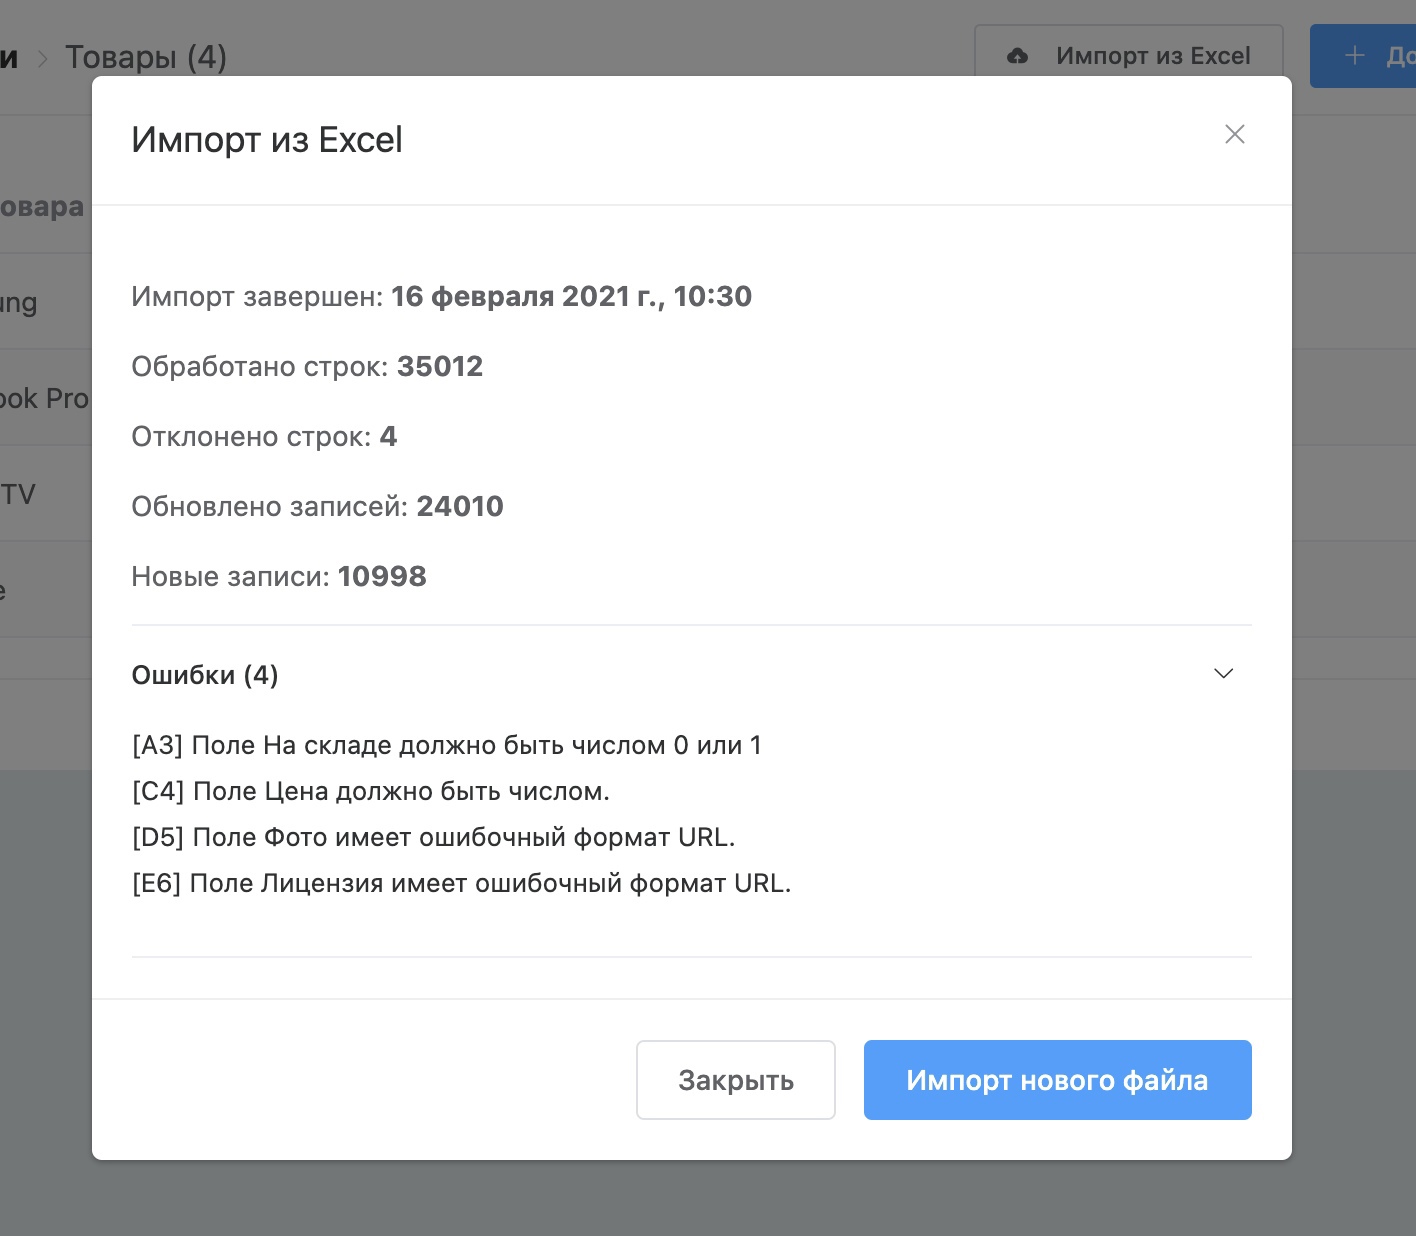 и > Товары (4)
Импорт из Excel
+ До
Импорт из Excel
овара
Импорт завершен: 16 февраля 2021 г., 10:30
ung
Обработано строк: 35012
ook Pro
Отклонено строк: 4
TV
Обновлено записей: 24010
Новые записи: 10998
e
Ошибки (4)
[A3] Поле На складе должно быть числом 0 или 1
[C4] Поле Цена должно быть числом.
[D5] Поле Фото имеет ошибочный формат URL.
[E6] Поле Лицензия имеет ошибочный формат URL.
Закрыть
Импорт нового файла